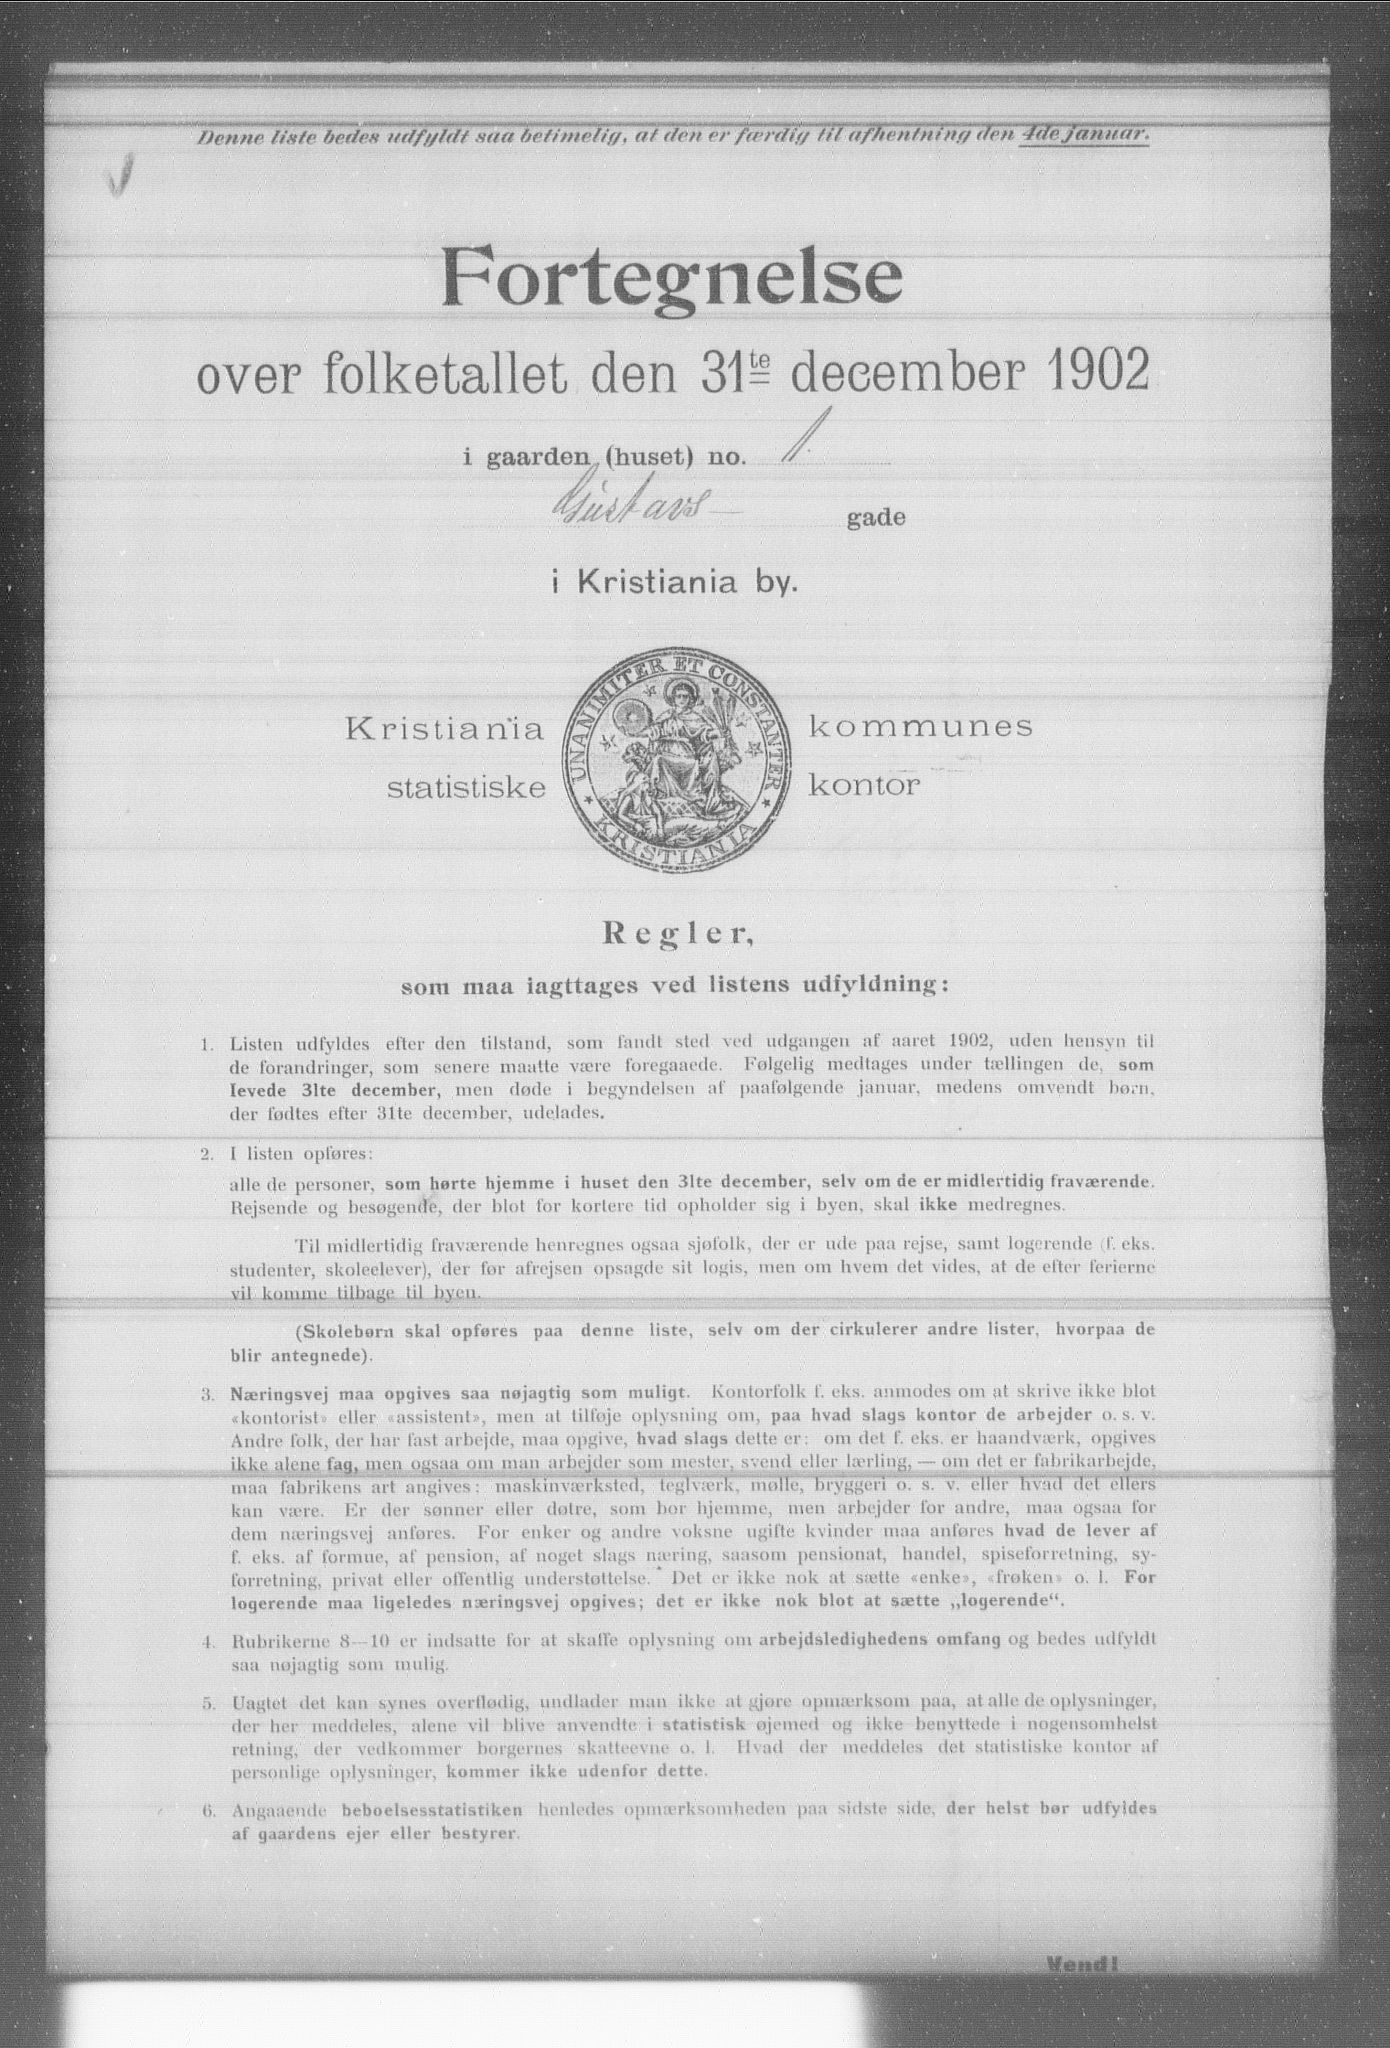 Denne liste bedes udfyldt saa betimelig, at den er færdig til afhentning den 4de januar.
Fortegnelse
over folketallet den 31te december 1902
i gaarden (huset) no. 1.
Gustavs gade
i Kristiania by.
Kristiania kommunes
statistiske kontor
UNANIMITER ET CONSTANTER
KRISTIANIA
Regler,
som maa iagttages ved listens udfyldning:
1. Listen udfyldes efter den tilstand, som fandt sted ved udgangen af aaret 1902, uden hensyn til
de forandringer, som senere maatte være foregaaede. Følgelig medtages under tællingen de, som
levede 31te december, men døde i begyndelsen af paafølgende januar, medens omvendt børn,
der fødtes efter 31te december, udelades.
2. I listen opføres:
alle de personer, som hørte hjemme i huset den 31te december, selv om de er midlertidig fraværende.
Rejsende og besøgende, der blot for kortere tid opholder sig i byen, skal ikke medregnes.
Til midlertidig fraværende henregnes ogsaa sjøfolk, der er ude paa rejse, samt logerende (f. eks.
studenter, skoleelever), der før afrejsen opsagde sit logis, men om hvem det vides, at de efter ferierne
vil komme tilbage til byen.
(Skolebørn skal opføres paa denne liste, selv om der cirkulerer andre lister, hvorpaa de
blir antegnede).
3. Næringsvej maa opgives saa nøjagtig som muligt. Kontorfolk f. eks. anmodes om at skrive ikke blot
«kontorist» eller «assistent», men at tilføje oplysning om, paa hvad slags kontor de arbejder o. s. v.
Andre folk, der har fast arbejde, maa opgive, hvad slags dette er: om det f. eks. er haandværk, opgives
ikke alene fag, men ogsaa om man arbejder som mester, svend eller lærling, — om det er fabrikarbejde,
maa fabrikens art angives: maskinværksted, teglværk, mølle, bryggeri o. s. v. eller hvad det ellers
kan være. Er der sønner eller døtre, som bor hjemme, men arbejder for andre, maa ogsaa for
dem næringsvej anføres. For enker og andre voksne ugifte kvinder maa anføres hvad de lever af
f. eks. af formue, af pension, af noget slags næring, saasom pensionat, handel, spiseforretning, sy-
forretning, privat eller offentlig understøttelse. Det er ikke nok at sætte «enke», «frøken» o. l. For
logerende maa ligeledes næringsvej opgives; det er ikke nok blot at sætte „logerende“.
4. Rubrikerne 8—10 er indsatte for at skaffe oplysning om arbejdsledighedens omfang og bedes udfyldt
saa nøjagtig som mulig.
5. Uagtet det kan synes overflødig, undlader man ikke at gjøre opmærksom paa, at alle de oplysninger,
der her meddeles, alene vil blive anvendte i statistisk øjemed og ikke benyttede i nogensomhelst
retning, der vedkommer borgernes skatteevne o. l. Hvad der meddeles det statistiske kontor af
personlige oplysninger, kommer ikke udenfor dette.
6. Angaaende beboelsesstatistiken henledes opmærksomheden paa sidste side, der helst bør udfyldes
af gaardens ejer eller bestyrer.
Vend!